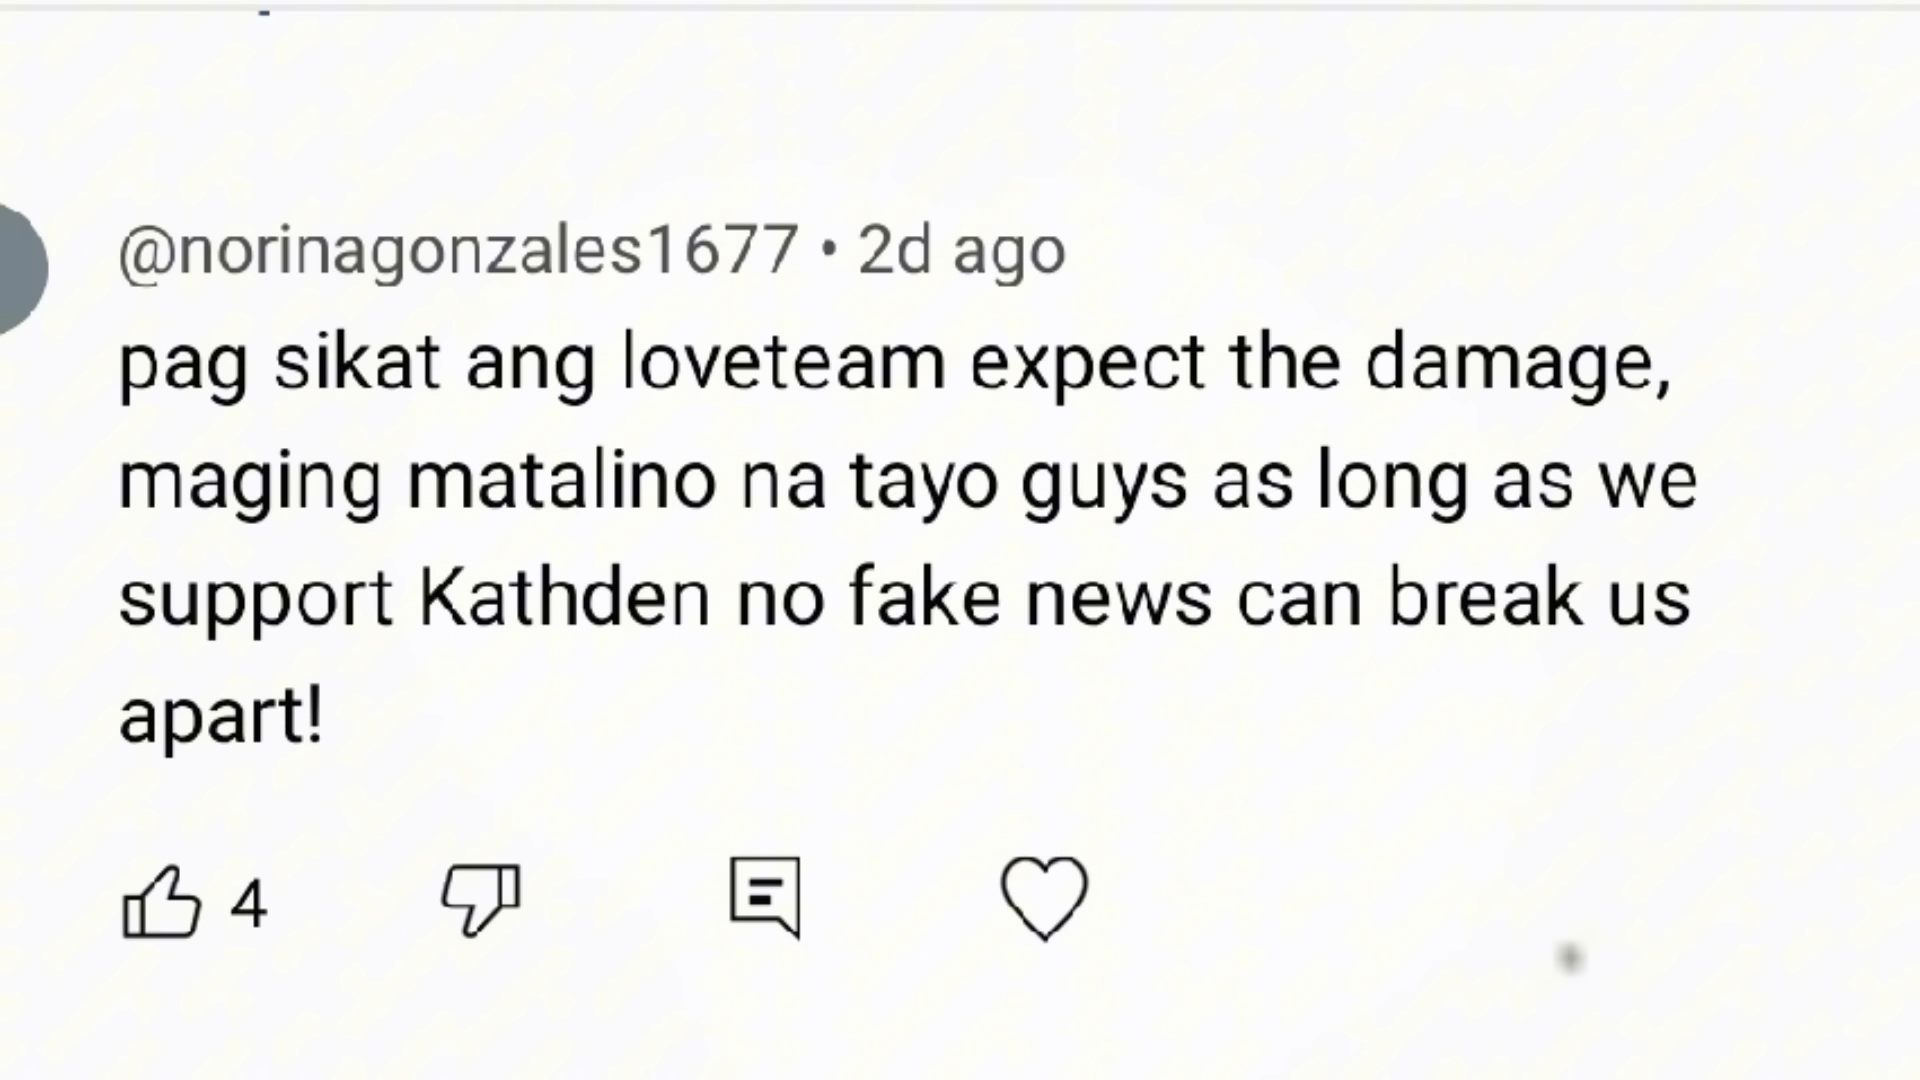 @norinagonzales1677 • 2d ago
pag sikat ang loveteam expect the damage,
maging matalino na tayo guys as long as we
support Kathden no fake news can break us
apart!
4